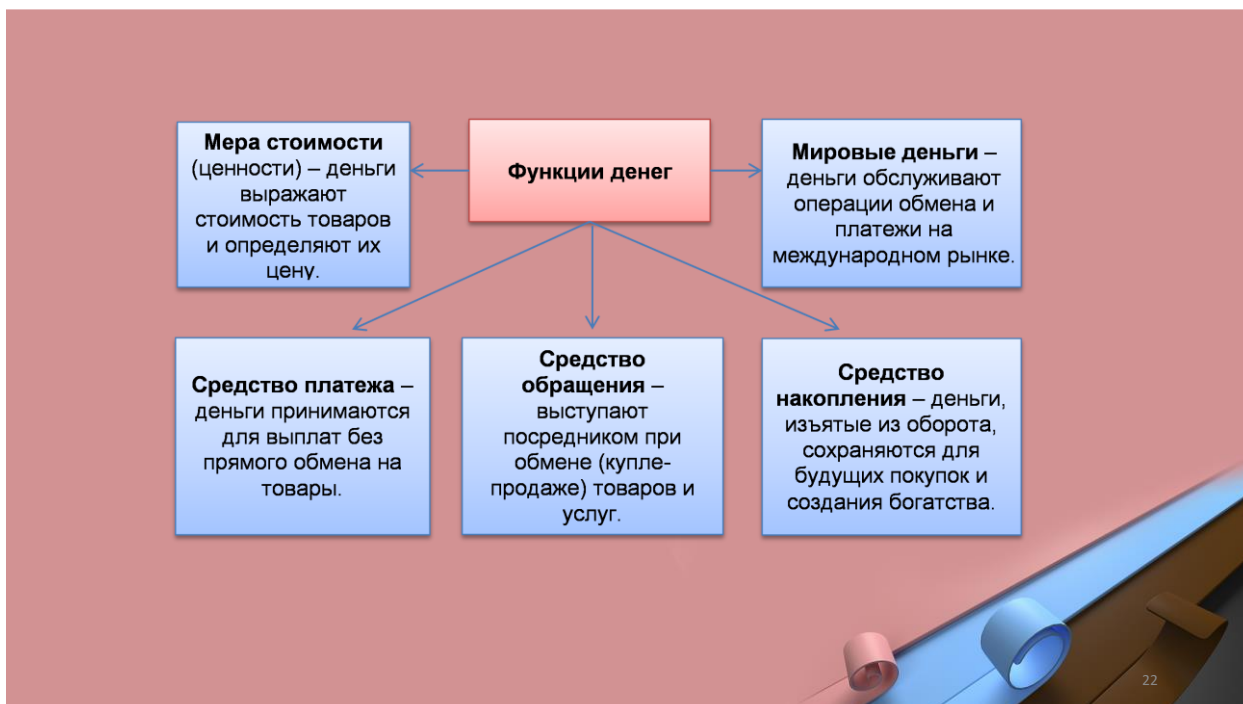 Мера стоимости
(ценности) – деньги
выражают
стоимость товаров
и определяют их
цену.
Функции денег
Мировые деньги –
деньги обслуживают
операции обмена и
платежи на
международном рынке.
Средство платежа –
деньги принимаются
для выплат без
прямого обмена на
товары.
Средство
обращения –
выступают
посредником при
обмене (купле-
продаже) товаров и
услуг.
Средство
накопления – деньги,
изъятые из оборота,
сохраняются для
будущих покупок и
создания богатства.
22